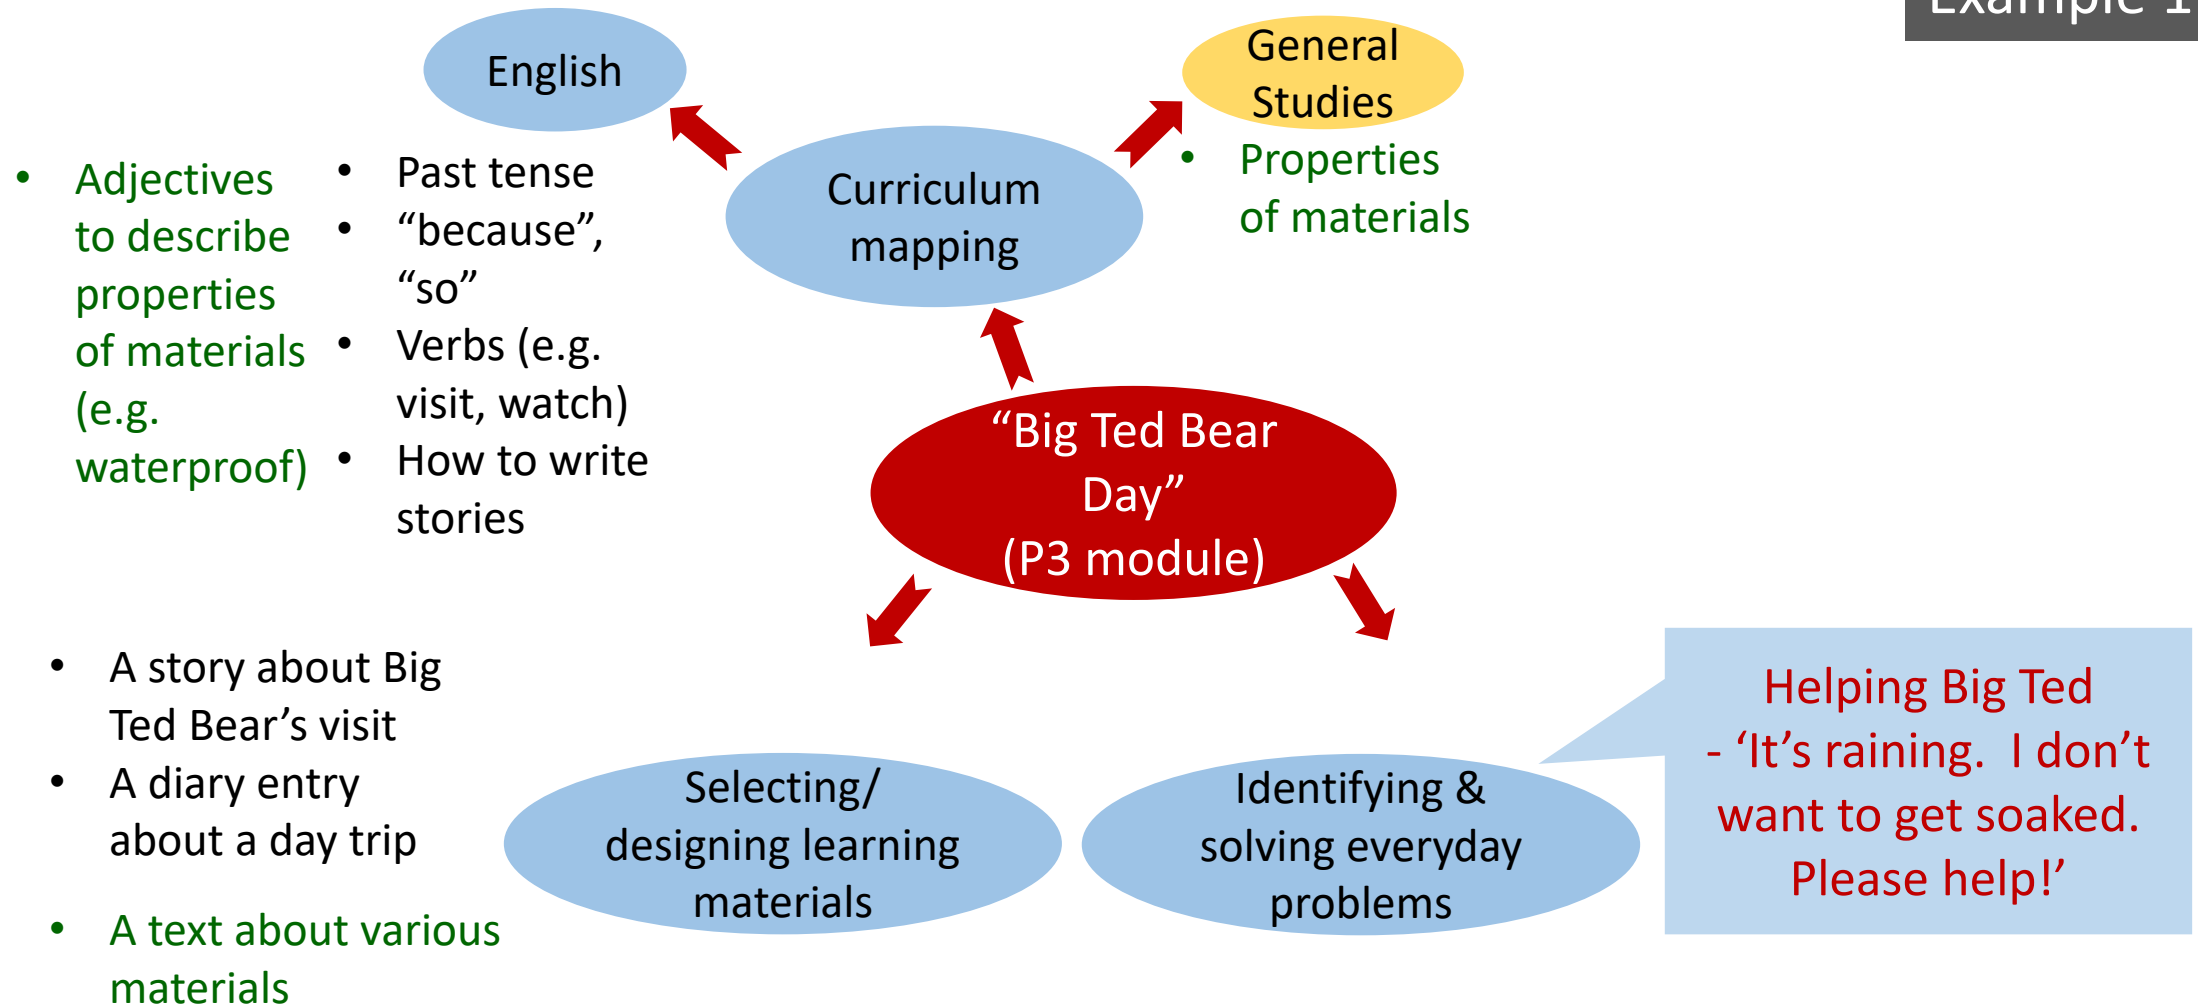 Example 1
English
General
Studies
• Adjectives
to describe
properties
of materials
(e.g.
waterproof)
• Past tense
• “because”,
“so”
• Verbs (e.g.
visit, watch)
• How to write
stories
Curriculum
mapping
• Properties
of materials
“Big Ted Bear
Day”
(P3 module)
• A story about Big
Ted Bear’s visit
• A diary entry
about a day trip
• A text about various
materials
Selecting/
designing learning
materials
Identifying &
solving everyday
problems
Helping Big Ted
- ‘It’s raining.  I don’t
want to get soaked.
Please help!’